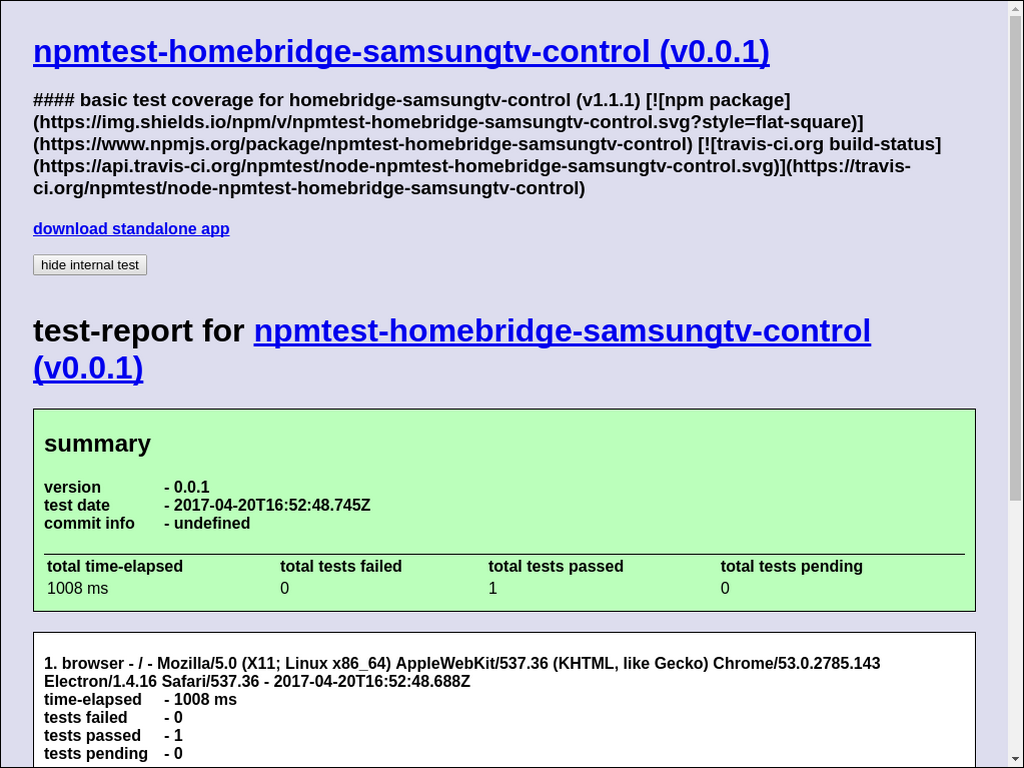 npmtest-homebridge-samsungtv-control (v0.0.1)
#### basic test coverage for homebridge-samsungtv-control (v1.1.1) [![npm package]
(https://img.shields.io/npm/v/npmtest-homebridge-samsungtv-control.svg?style=flat-square)]
(https://www.npmjs.org/package/npmtest-homebridge-samsungtv-control) [![travis-ci.org build-status]
(https://api.travis-ci.org/npmtest/node-npmtest-homebridge-samsungtv-control.svg)](https://travis-
ci.org/npmtest/node-npmtest-homebridge-samsungtv-control)
download standalone app
hide internal test
test-report for npmtest-homebridge-samsungtv-control
(v0.0.1)
summary
version - 0.0.1
test date - 2017-04-20T16:52:48.745Z
commit info - undefined
total time-elapsed total tests failed total tests passed total tests pending
1008 ms 0 1 0
1. browser - / - Mozilla/5.0 (X11; Linux x86_64) AppleWebKit/537.36 (KHTML, like Gecko) Chrome/53.0.2785.143
Electron/1.4.16 Safari/537.36 - 2017-04-20T16:52:48.688Z
time-elapsed - 1008 ms
tests failed - 0
tests passed - 1
tests pending - 0